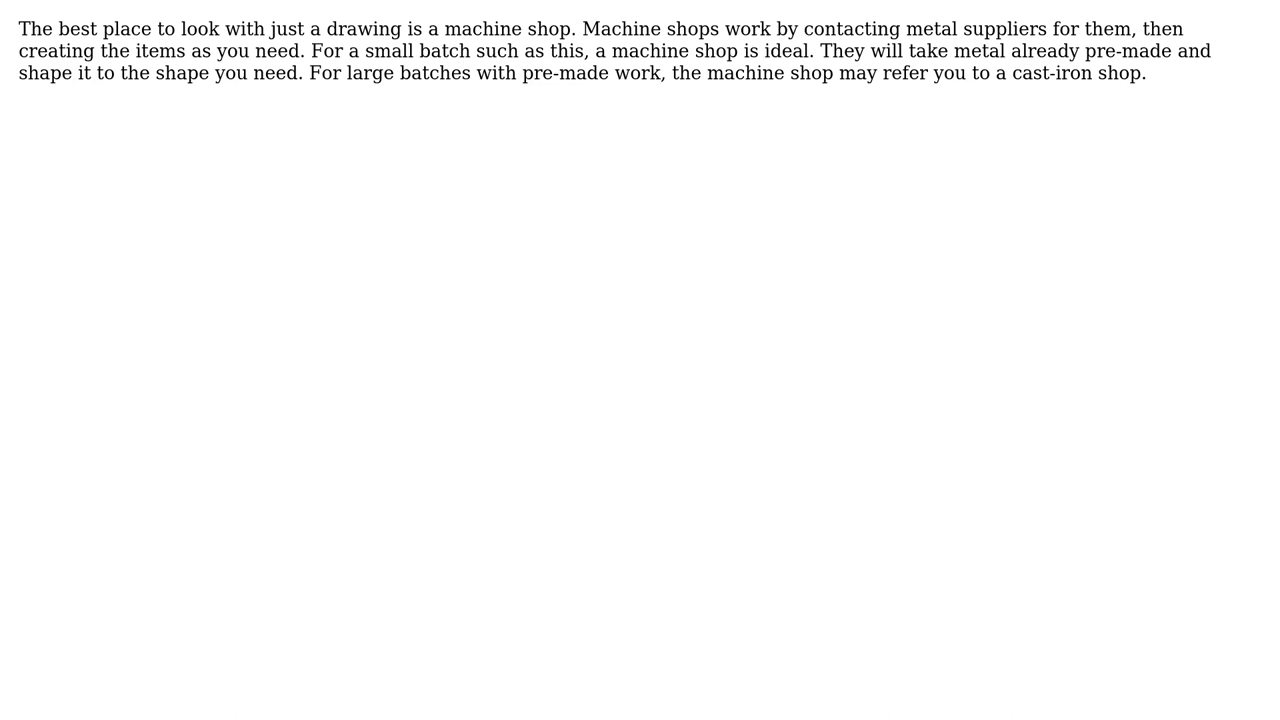 The best place to look with just a drawing is a machine shop. Machine shops work by contacting metal suppliers for them, then
creating the items as you need. For a small batch such as this, a machine shop is ideal. They will take metal already pre-made and
shape it to the shape you need. For large batches with pre-made work, the machine shop may refer you to a cast-iron shop.